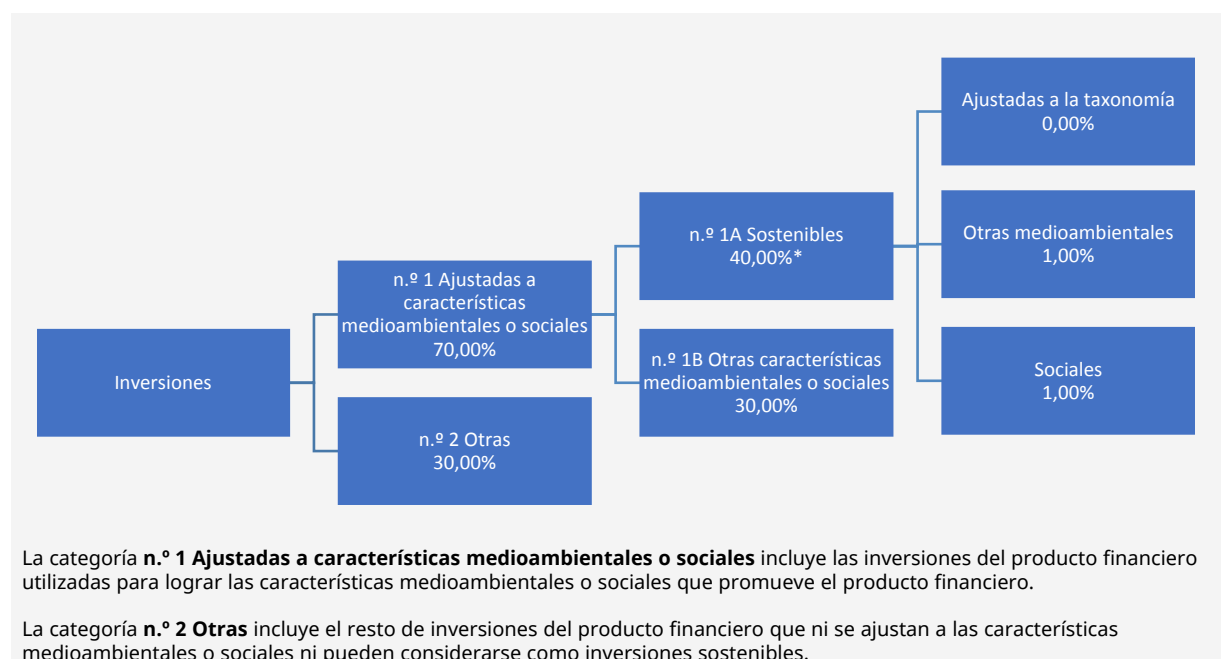 Inversiones
n.º 1 Ajustadas a
características
medioambientales o sociales
70,00%
n.º 2 Otras
30,00%
n.º 1A Sostenibles
40,00%*
n.º 1B Otras características
medioambientales o sociales
30,00%
Ajustadas a la taxonomía
0,00%
Otras medioambientales
1,00%
Sociales
1,00%
La categoría n.º 1 Ajustadas a características medioambientales o sociales incluye las inversiones del producto financiero
utilizadas para lograr las características medioambientales o sociales que promueve el producto financiero.
La categoría n.º 2 Otras incluye el resto de inversiones del producto financiero que ni se ajustan a las características
medioambientales o sociales ni pueden considerarse como inversiones sostenibles.